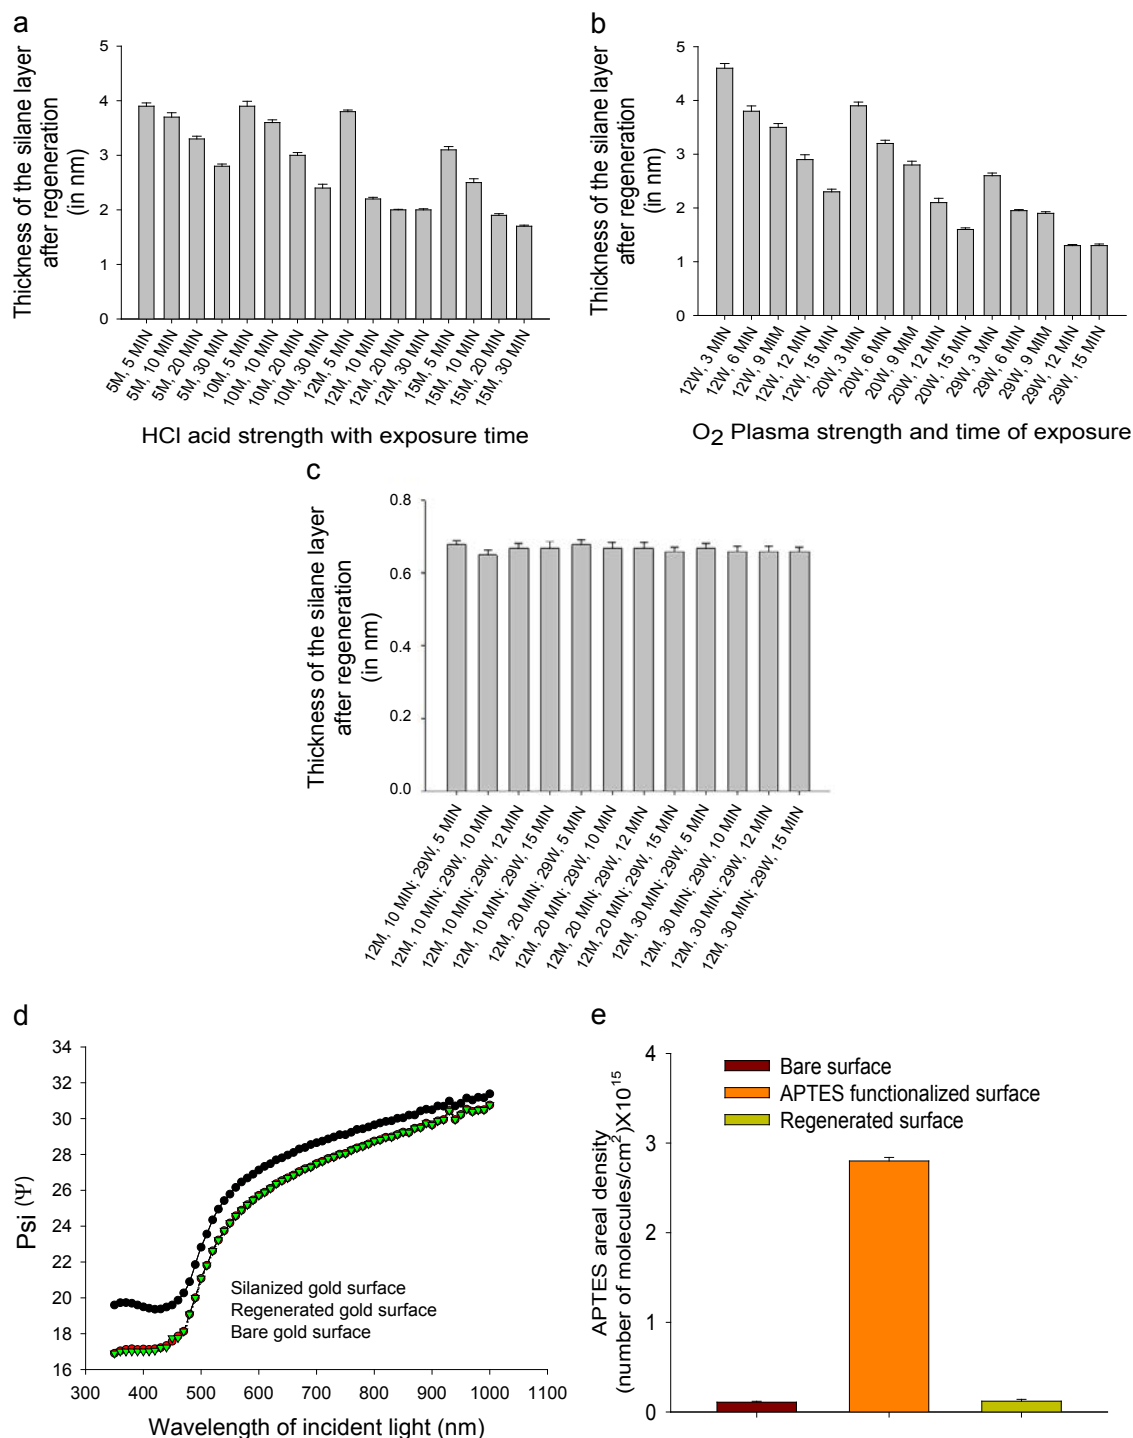 a
Thickness of the silane layer
after regeneration
(in nm)
5
4
3
2
1
0
5M, 5 MIN
5M, 10 MIN
5M, 20 MIN
5M, 30 MIN
10M, 5 MIN
10M, 10 MIN
10M, 20 MIN
10M, 30 MIN
12M, 5 MIN
12M, 10 MIN
12M, 20 MIN
12M, 30 MIN
15M, 5 MIN
15M, 10 MIN
15M, 20 MIN
15M, 30 MIN
HCl acid strength with exposure time
b
Thickness of the silane layer
after regeneration
(in nm)
5
4
3
2
1
0
12W, 3 MIN
12W, 6 MIN
12W, 9 MIM
12W, 12 MIN
12W, 15 MIN
20W, 3 MIN
20W, 6 MIN
20W, 9 MIM
20W, 12 MIN
20W, 15 MIN
29W, 3 MIN
29W, 6 MIN
29W, 9 MIM
29W, 12 MIN
29W, 15 MIN
O2 Plasma strength and time of exposure
c
Thickness of the silane layer
after regeneration
(in nm)
0.8
0.6
0.4
0.2
0.0
12M, 10 MIN; 29W, 5 MIN
12M, 10 MIN; 29W, 10 MIN
12M, 10 MIN; 29W, 12 MIN
12M, 10 MIN; 29W, 15 MIN
12M, 20 MIN; 29W, 5 MIN
12M, 20 MIN; 29W, 10 MIN
12M, 20 MIN; 29W, 12 MIN
12M, 20 MIN; 29W, 15 MIN
12M, 30 MIN; 29W, 5 MIN
12M, 30 MIN; 29W, 10 MIN
12M, 30 MIN; 29W, 12 MIN
12M, 30 MIN; 29W, 15 MIN
d
Psi (Ψ)
34
32
30
28
26
24
22
20
18
16
Silanized gold surface
Regenerated gold surface
Bare gold surface
300 400 500 600 700 800 900 1000 1100
Wavelength of incident light (nm)
e
APTES areal density
(number of molecules/cm2)X10^15
4
3
2
1
0
Bare surface
APTES functionalized surface
Regenerated surface